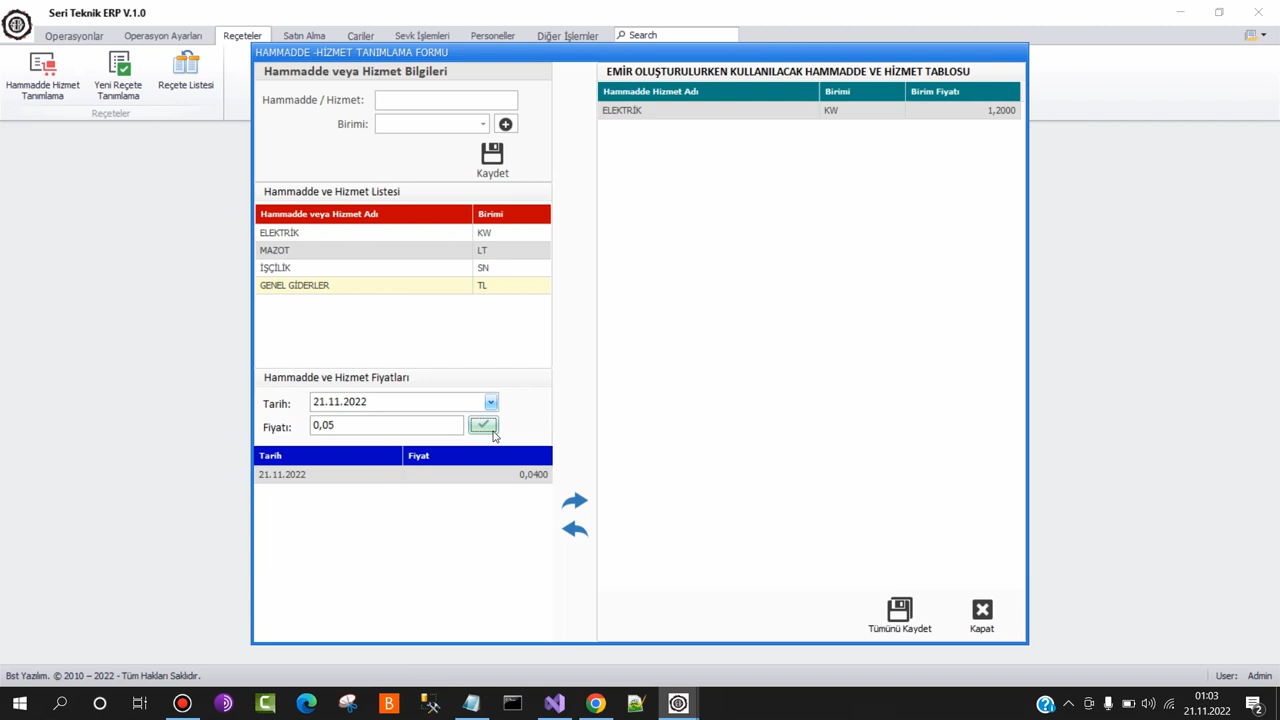 Seri Teknik ERP V.1.0
Operasyonlar
Operasyon Ayarları
Reçeteler
Satın Alma
Cariler
Sevk İşlemleri
Personeller
Diğer İşlemler
Search
Hammadde Hizmet
Tanımlama
Yeni Reçete
Tanımlama
Reçete Listesi
Reçeteler
HAMMADDE -HİZMET TANIMLAMA FORMU
Hammadde veya Hizmet Bilgileri
Hammadde / Hizmet:
Birimi:
Kaydet
Hammadde ve Hizmet Listesi
Hammadde veya Hizmet Adı Birimi
ELEKTRİK KW
MAZOT LT
İŞÇİLİK SN
GENEL GİDERLER TL
Hammadde ve Hizmet Fiyatları
Tarih: 21.11.2022
Fiyatı: 0,05
Tarih Fiyat
21.11.2022 0,0400
EMİR OLUŞTURULURKEN KULLANILACAK HAMMADDE VE HİZMET TABLOSU
Hammadde Hizmet Adı Birimi Birim Fiyatı
ELEKTRİK KW 1,2000
Tümünü Kaydet
Kapat
Bst Yazılım. © 2010 – 2022 - Tüm Hakları Saklıdır.
User: Admin
01:03
21.11.2022
2